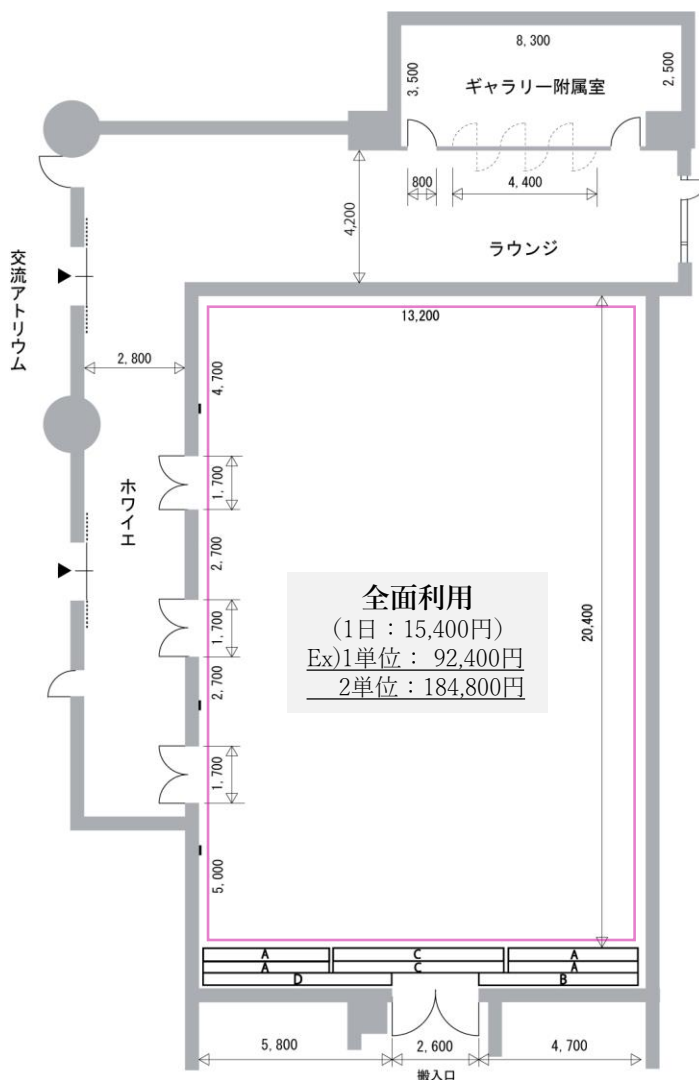 8,300
3,500
2,500
ギャラリー附属室
800
4,400
4,200
ラウンジ
交流アトリウム
13,200
2,800
4,700
ホワイエ
1,700
2,700
全面利用
(1日：15,400円)
Ex)1単位： 92,400円
2単位：184,800円
20,400
1,700
2,700
1,700
5,000
A C A
A C A
D B
5,800 2,600 4,700
搬入口